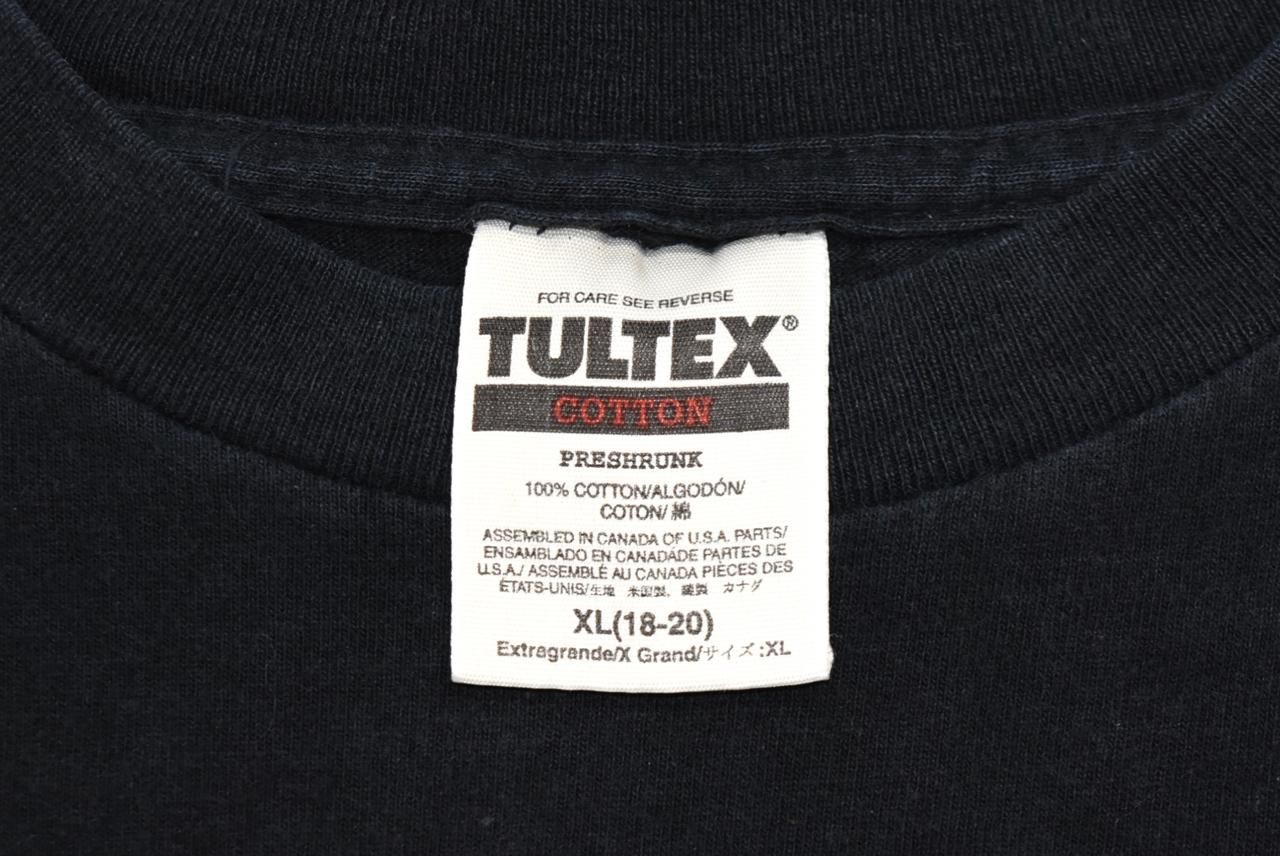 FOR CARE SEE REVERSE
TULTEX®
COTTON
PRESHRUNK
100% COTTON/ALGODÓN/
COTON/綿
ASSEMBLED IN CANADA OF U.S.A. PARTS/
ENSAMBLADO EN CANADADE PARTES DE
U.S.A./ ASSEMBLÉ AU CANADA PIÈCES DES
ÉTATS-UNIS/生地 米国製、縫製 カナダ
XL(18-20)
Extragrande/X Grand/サイズ:XL